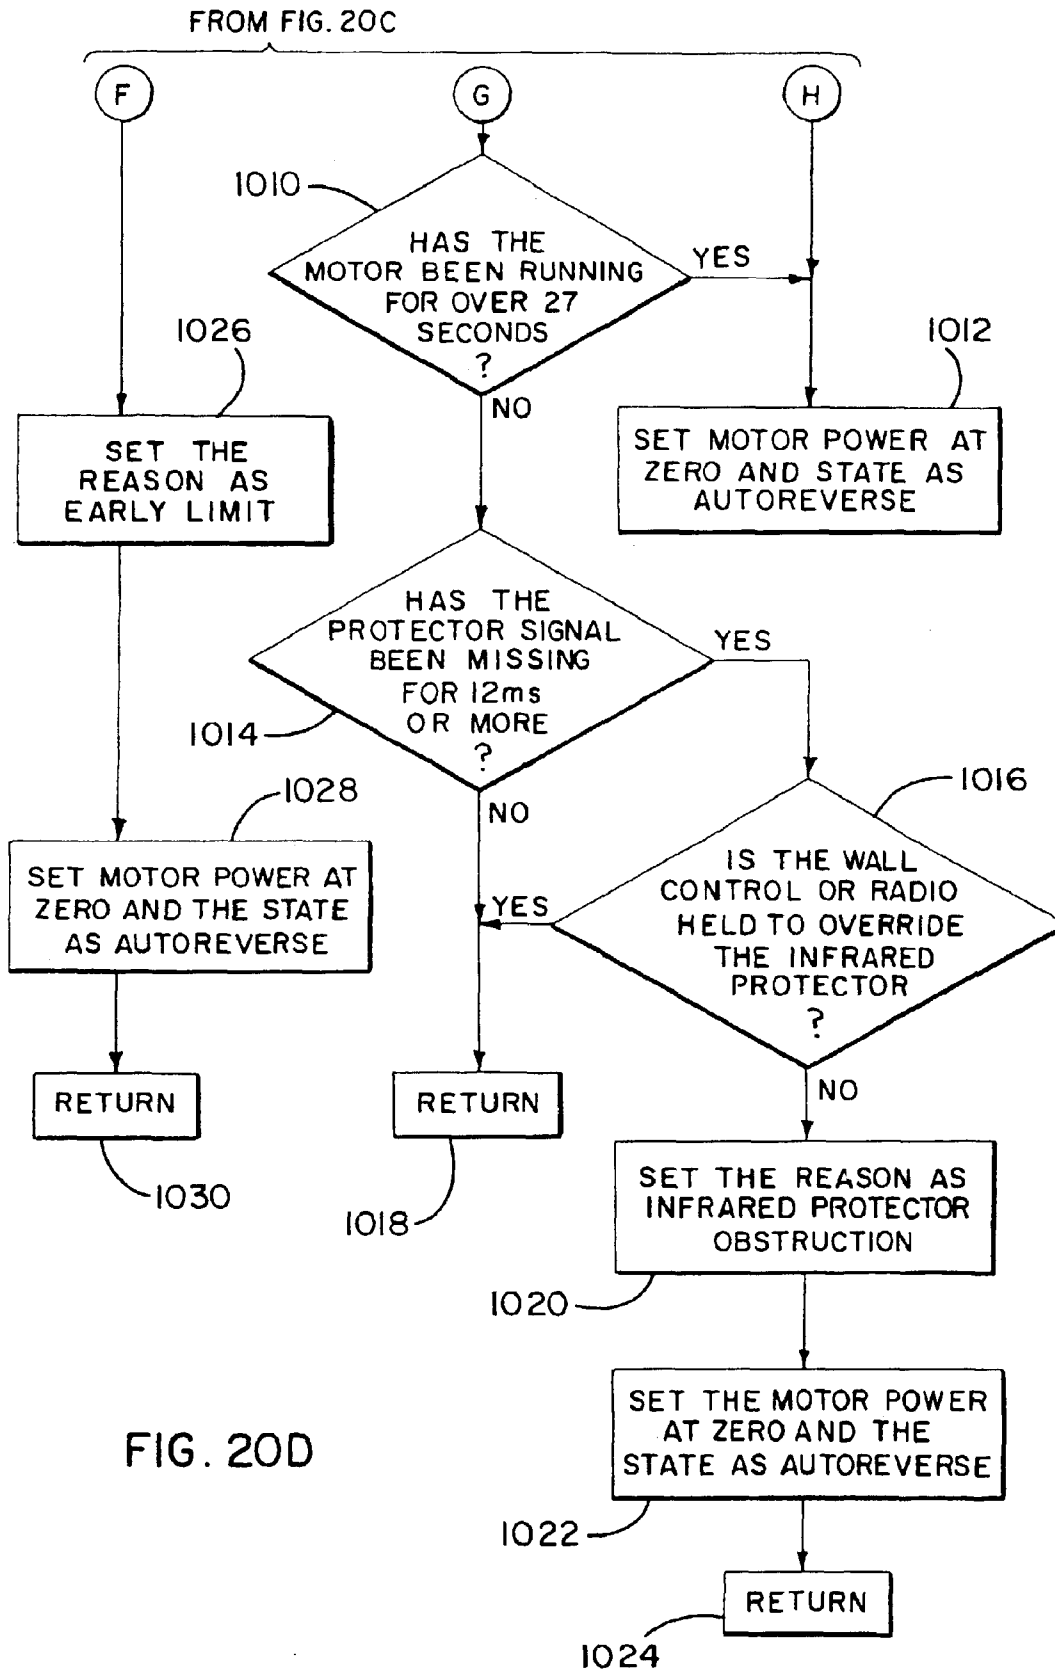 FROM FIG. 20C
F
G
H
1010
HAS THE
MOTOR BEEN RUNNING
FOR OVER 27
SECONDS
?
YES
NO
1026
SET THE
REASON AS
EARLY LIMIT
1012
SET MOTOR POWER AT
ZERO AND STATE AS
AUTOREVERSE
HAS THE
PROTECTOR SIGNAL
BEEN MISSING
FOR 12ms
OR MORE
?
YES
1014
NO
1028
SET MOTOR POWER AT
ZERO AND THE STATE
AS AUTOREVERSE
1016
IS THE WALL
CONTROL OR RADIO
HELD TO OVERRIDE
THE INFRARED
PROTECTOR
?
YES
NO
RETURN
1030
RETURN
1018
SET THE REASON AS
INFRARED PROTECTOR
OBSTRUCTION
1020
SET THE MOTOR POWER
AT ZERO AND THE
STATE AS AUTOREVERSE
1022
RETURN
1024
FIG. 20D